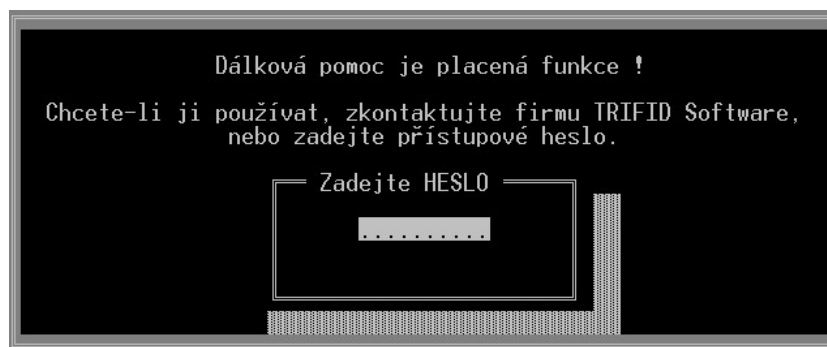 Dálková pomoc je placená funkce !
Chcete-li ji používat, zkontaktujte firmu TRIFID Software,
nebo zadejte přístupové heslo.
Zadejte HESLO
..........